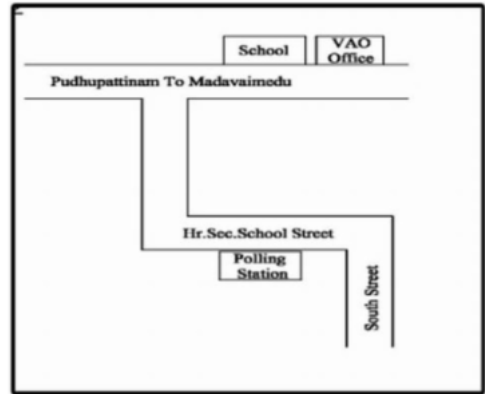 School
VAO
Office
Pudhupattinam To Madavaimedu
Hr.Sec.School Street
Polling
Station
South Street